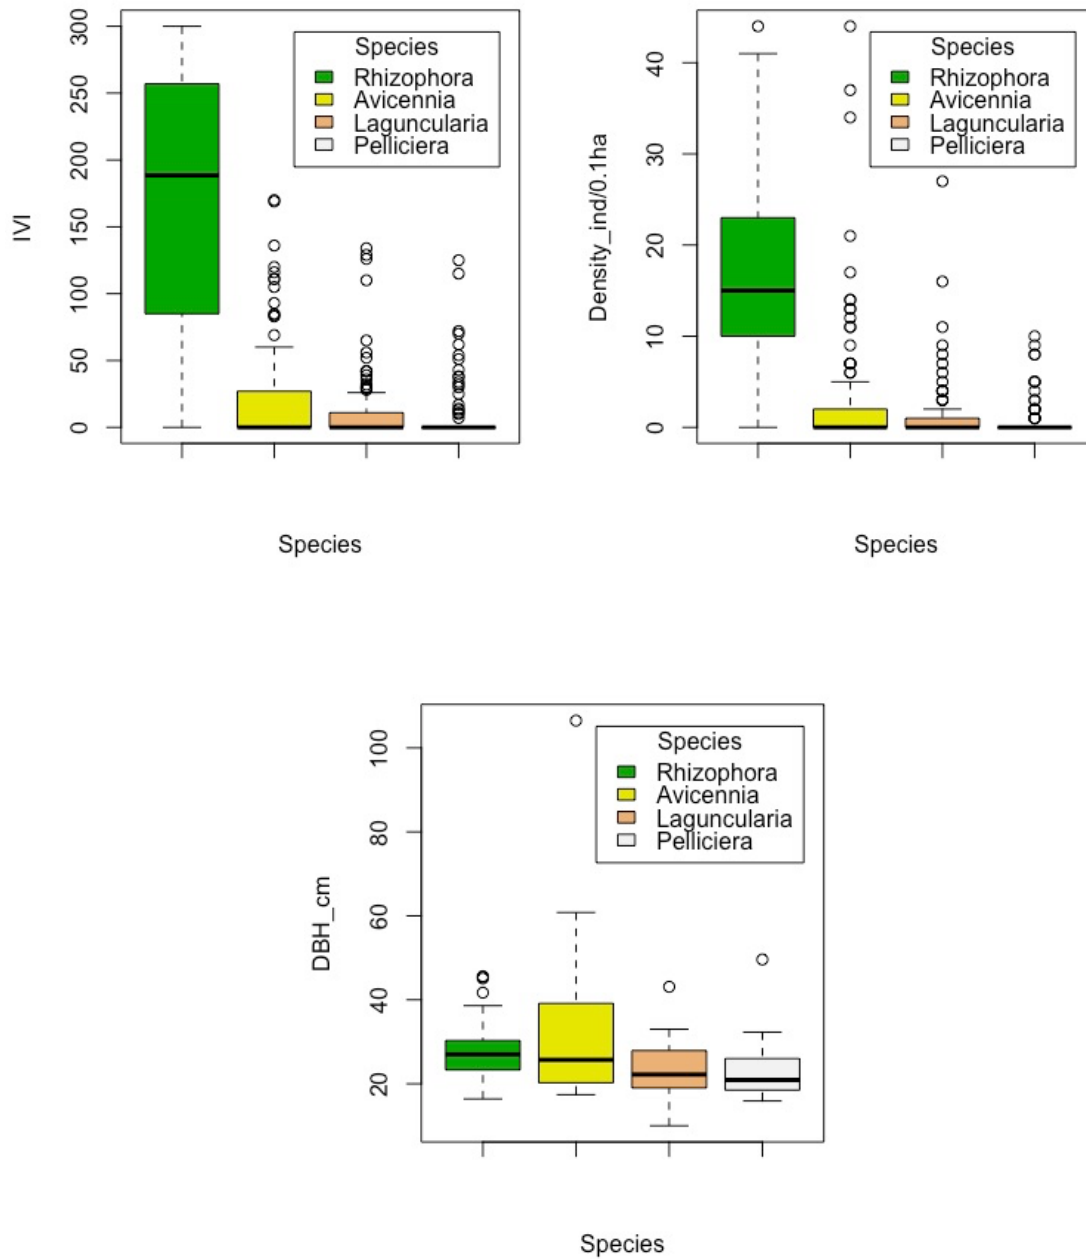 IVI
300
250
200
150
100
50
0
Species
Rhizophora
Avicennia
Laguncularia
Pelliciera
Species
Density_ind/0.1ha
40
30
20
10
0
Species
Rhizophora
Avicennia
Laguncularia
Pelliciera
Species
DBH_cm
100
80
60
40
20
Species
Rhizophora
Avicennia
Laguncularia
Pelliciera
Species